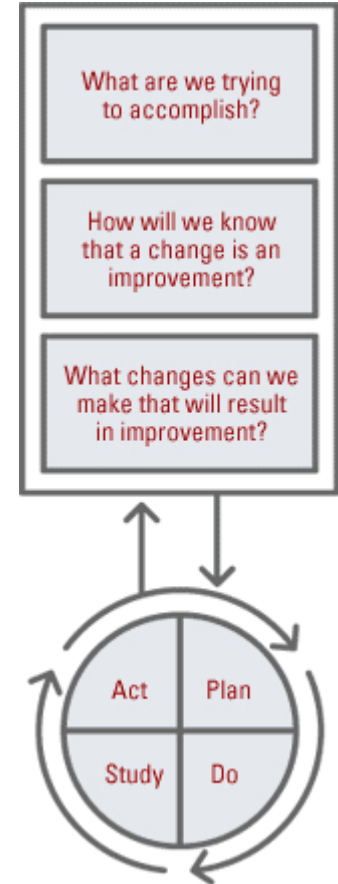 What are we trying
to accomplish?
How will we know
that a change is an
improvement?
What changes can we
make that will result
in improvement?
Act
Plan
Study
Do